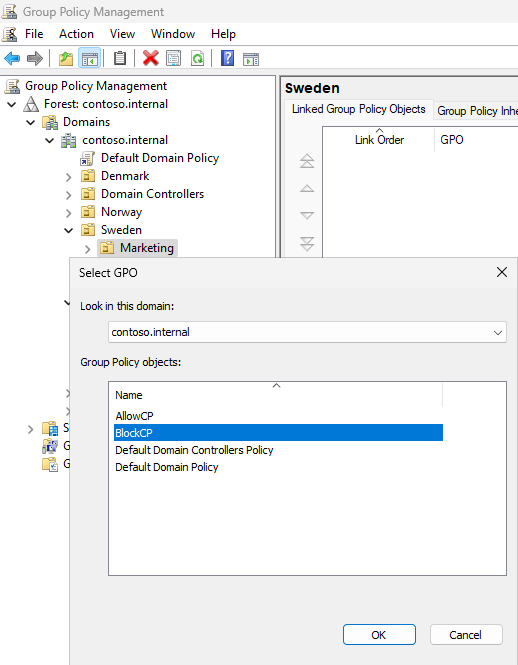 Group Policy Management
File Action View Window Help
Group Policy Management
Forest: contoso.internal
Domains
contoso.internal
Default Domain Policy
Denmark
Domain Controllers
Norway
Sweden
Marketing
S
G
G
Sweden
Linked Group Policy Objects Group Policy Inhe
Link Order GPO
Select GPO
Look in this domain:
contoso.internal
Group Policy objects:
Name
AllowCP
BlockCP
Default Domain Controllers Policy
Default Domain Policy
OK Cancel